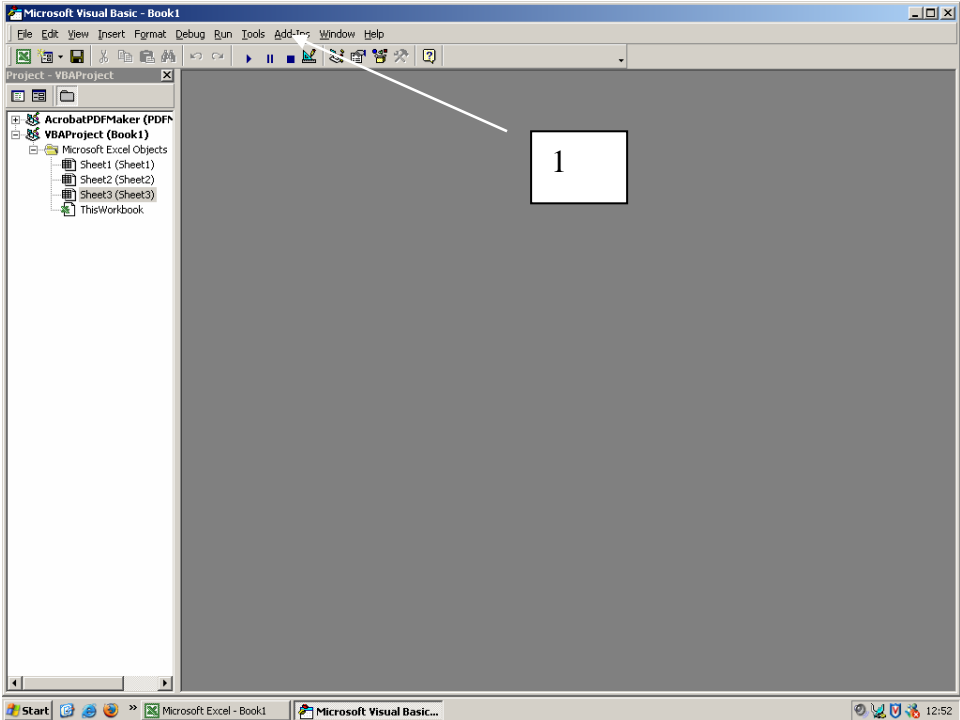 Microsoft Visual Basic - Book1
File Edit View Insert Format Debug Run Tools Add-Ins Window Help
Project - VBAProject
AcrobatPDFMaker (PDFM
VBAProject (Book1)
Microsoft Excel Objects
Sheet1 (Sheet1)
Sheet2 (Sheet2)
Sheet3 (Sheet3)
ThisWorkbook
1
Start » Microsoft Excel - Book1 Microsoft Visual Basic... 12:52